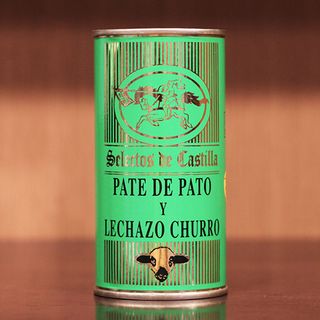 Selectos de Castilla
PATE DE PATO
Y
LECHAZO CHURRO